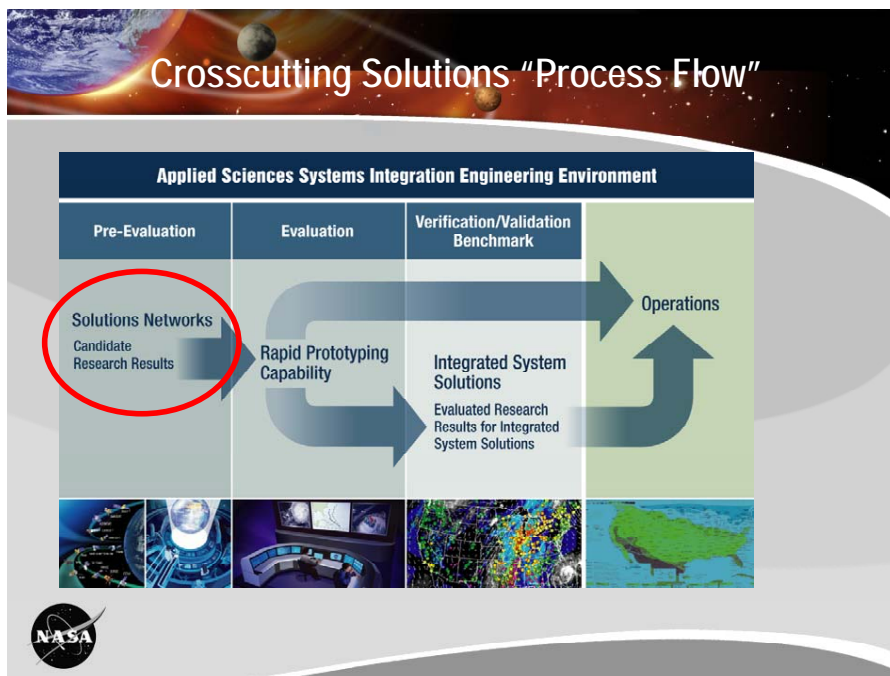 Crosscutting Solutions “Process Flow”
Applied Sciences Systems Integration Engineering Environment
Pre-Evaluation
Evaluation
Verification/Validation
Benchmark
Solutions Networks
Candidate
Research Results
Rapid Prototyping
Capability
Integrated System
Solutions
Evaluated Research
Results for Integrated
System Solutions
Operations
NASA